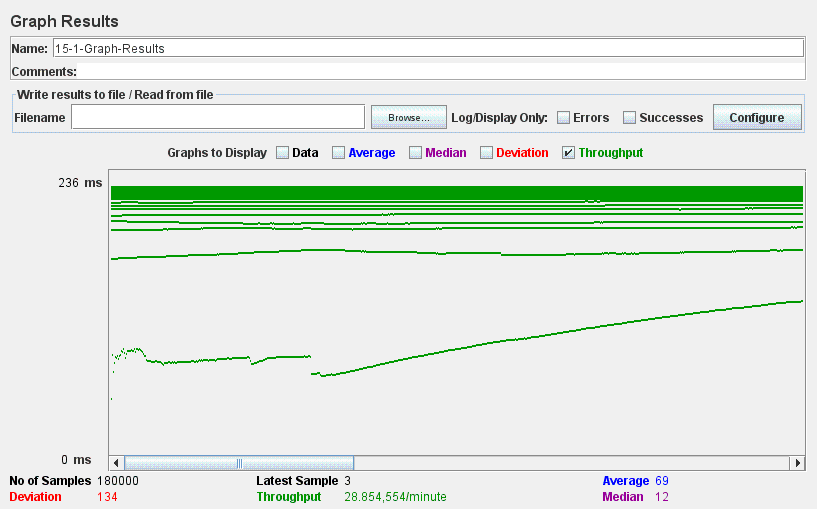 Graph Results
Name: 15-1-Graph-Results
Comments:
Write results to file / Read from file
Filename Browse... Log/Display Only: Errors Successes Configure
Graphs to Display Data Average Median Deviation Throughput
236 ms
0 ms
No of Samples 180000 Latest Sample 3 Average 69
Deviation 134 Throughput 28.854,554/minute Median 12